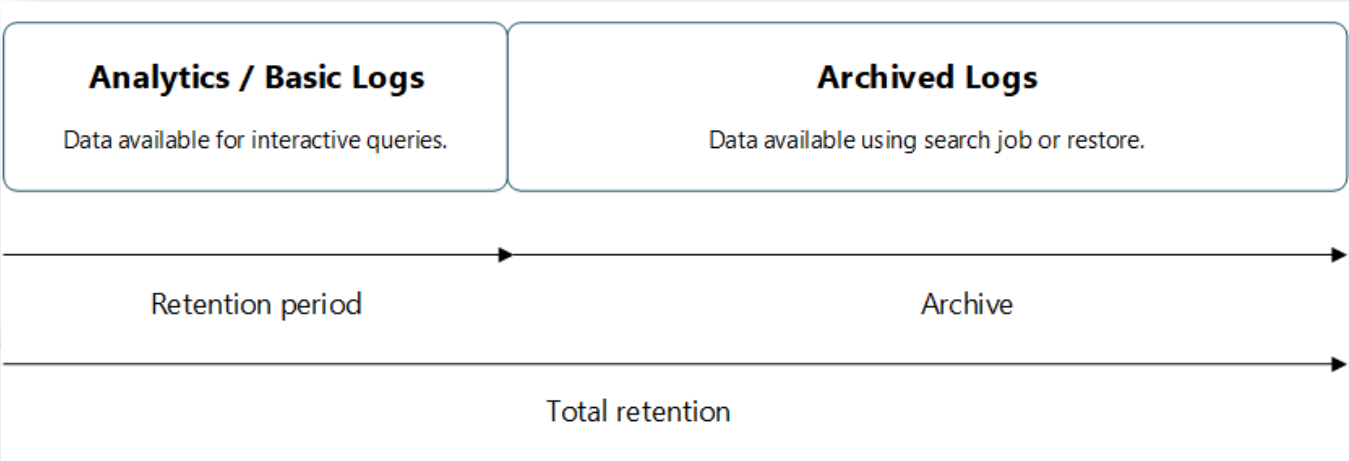 Analytics / Basic Logs
Data available for interactive queries.
Archived Logs
Data available using search job or restore.
Retention period
Archive
Total retention